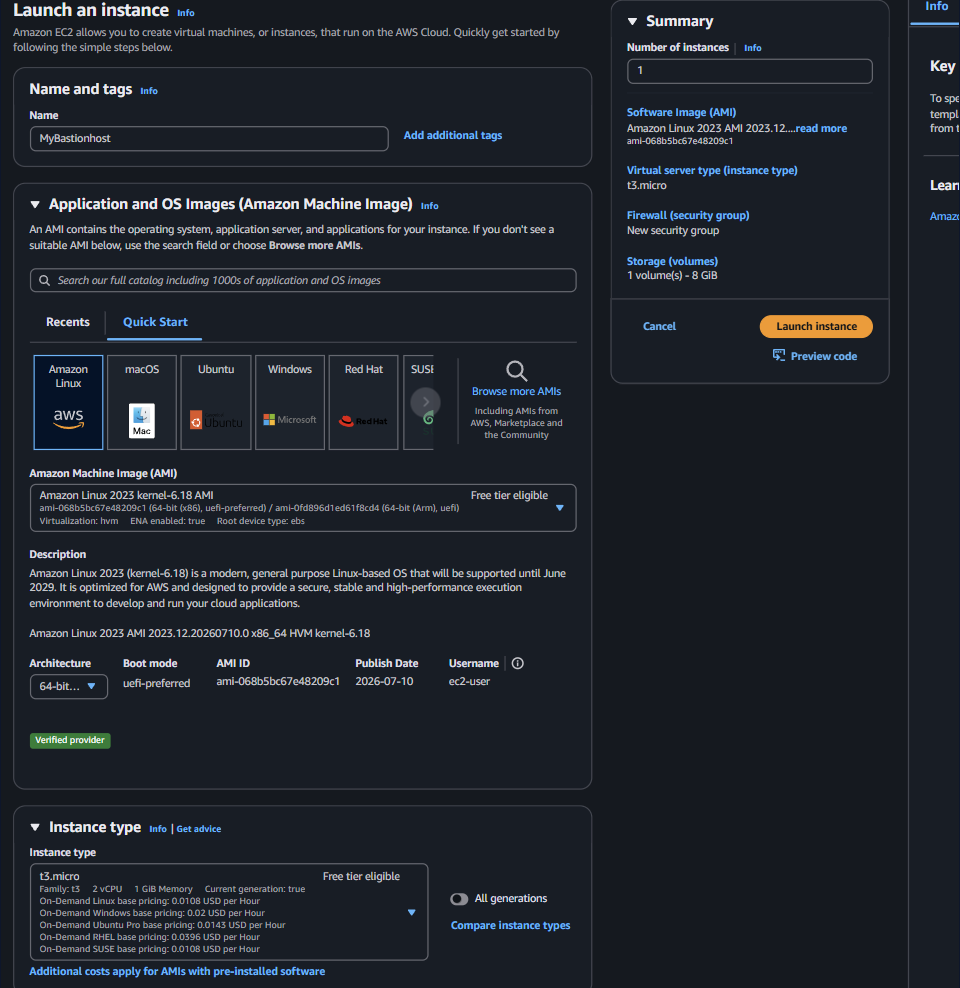 Launch an instance Info
Amazon EC2 allows you to create virtual machines, or instances, that run on the AWS Cloud. Quickly get started by
following the simple steps below.
Name and tags Info
Name
MyBastionhost
Add additional tags
Application and OS Images (Amazon Machine Image) Info
An AMI contains the operating system, application server, and applications for your instance. If you don't see a
suitable AMI below, use the search field or choose Browse more AMIs.
Search our full catalog including 1000s of application and OS images
Recents
Quick Start
Amazon
Linux
aws
macOS
Mac
Ubuntu
Ubuntu
Windows
Microsoft
Red Hat
Red Hat
SUSE
Browse more AMIs
Including AMIs from
AWS, Marketplace and
the Community
Amazon Machine Image (AMI)
Amazon Linux 2023 kernel-6.18 AMI
Free tier eligible
ami-068b5bc67e48209c1 (64-bit (x86), uefi-preferred) / ami-0fd896d1ed61f8cd4 (64-bit (Arm), uefi)
Virtualization: hvm ENA enabled: true Root device type: ebs
Description
Amazon Linux 2023 (kernel-6.18) is a modern, general purpose Linux-based OS that will be supported until June
2029. It is optimized for AWS and designed to provide a secure, stable and high-performance execution
environment to develop and run your cloud applications.
Amazon Linux 2023 AMI 2023.12.20260710.0 x86_64 HVM kernel-6.18
Architecture Boot mode AMI ID Publish Date Username
64-bit... uefi-preferred ami-068b5bc67e48209c1 2026-07-10 ec2-user
Verified provider
Instance type Info | Get advice
Instance type
t3.micro
Free tier eligible
Family: t3 2 vCPU 1 GiB Memory Current generation: true
On-Demand Linux base pricing: 0.0108 USD per Hour
On-Demand Windows base pricing: 0.02 USD per Hour
On-Demand Ubuntu Pro base pricing: 0.0143 USD per Hour
On-Demand RHEL base pricing: 0.0396 USD per Hour
On-Demand SUSE base pricing: 0.0108 USD per Hour
All generations
Compare instance types
Additional costs apply for AMIs with pre-installed software
Summary
Number of instances Info
1
Software Image (AMI)
Amazon Linux 2023 AMI 2023.12....read more
ami-068b5bc67e48209c1
Virtual server type (instance type)
t3.micro
Firewall (security group)
New security group
Storage (volumes)
1 volume(s) - 8 GiB
Cancel
Launch instance
Preview code
Info
Key
To spe
templ
from t
Lear
Amazo